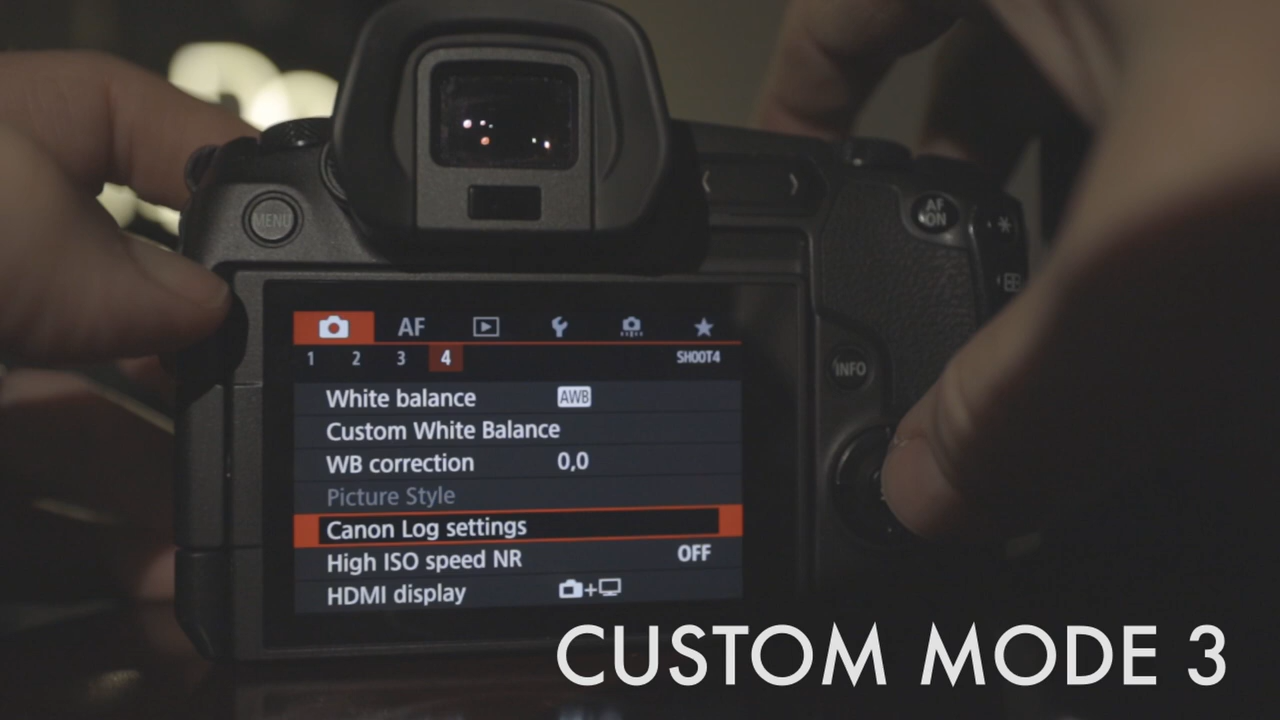 MENU
AF
ON
INFO
AF
1 2 3 4 SHOOT4
White balance AWB
Custom White Balance
WB correction 0,0
Picture Style
Canon Log settings
High ISO speed NR OFF
HDMI display +
CUSTOM MODE 3